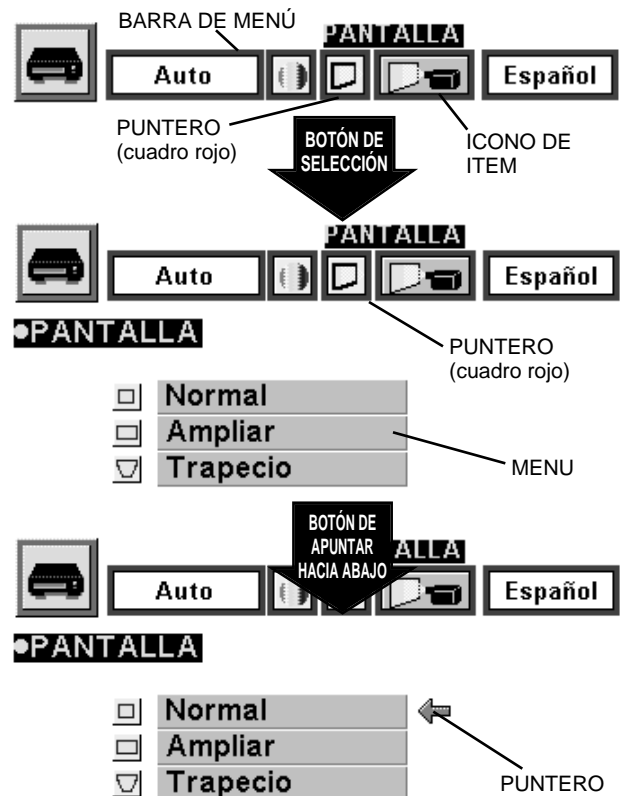 BARRA DE MENÚ
PANTALLA
Auto
Español
PUNTERO
(cuadro rojo)
BOTÓN DE
SELECCIÓN
ICONO DE
ITEM
PANTALLA
Auto
Español
●PANTALLA
PUNTERO
(cuadro rojo)
Normal
Ampliar
Trapecio
MENU
BOTÓN DE
APUNTAR
HACIA ABAJO
ALLA
Auto
Español
●PANTALLA
Normal
Ampliar
Trapecio
PUNTERO